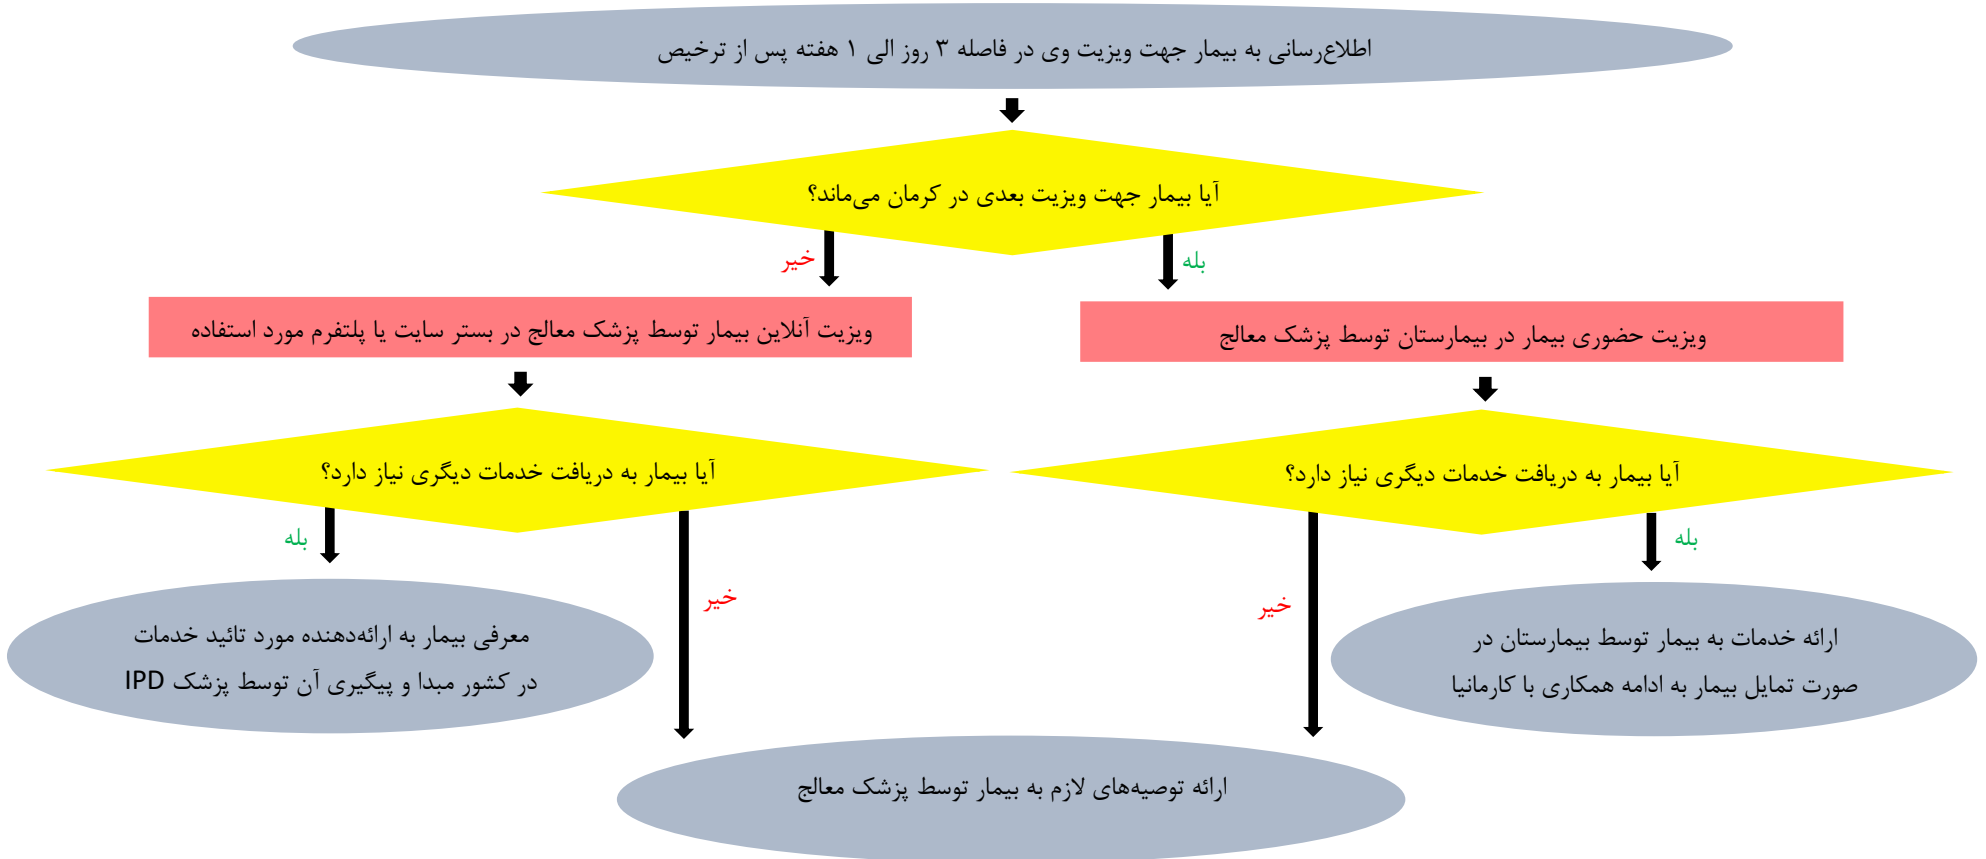 اطلاع‌رسانی به بیمار جهت ویزیت وی در فاصله ۳ روز الی ۱ هفته پس از ترخیص
آیا بیمار جهت ویزیت بعدی در کرمان می‌ماند؟
بله
خیر
ویزیت حضوری بیمار در بیمارستان توسط پزشک معالج
ویزیت آنلاین بیمار توسط پزشک معالج در بستر سایت یا پلتفرم مورد استفاده
آیا بیمار به دریافت خدمات دیگری نیاز دارد؟
آیا بیمار به دریافت خدمات دیگری نیاز دارد؟
بله
خیر
خیر
بله
ارائه خدمات به بیمار توسط بیمارستان در
صورت تمایل بیمار به ادامه همکاری با کارمانیا
معرفی بیمار به ارائه‌دهنده مورد تائید خدمات
در کشور مبدا و پیگیری آن توسط پزشک IPD
ارائه توصیه‌های لازم به بیمار توسط پزشک معالج